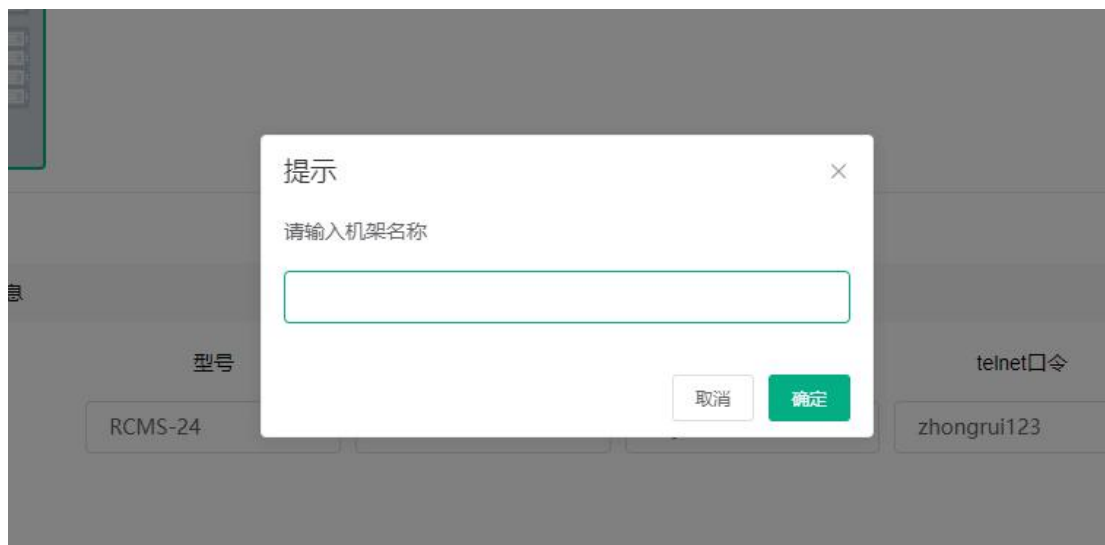 提示
请输入机架名称
息
型号
telnet口令
取消
确定
RCMS-24
zhongrui123